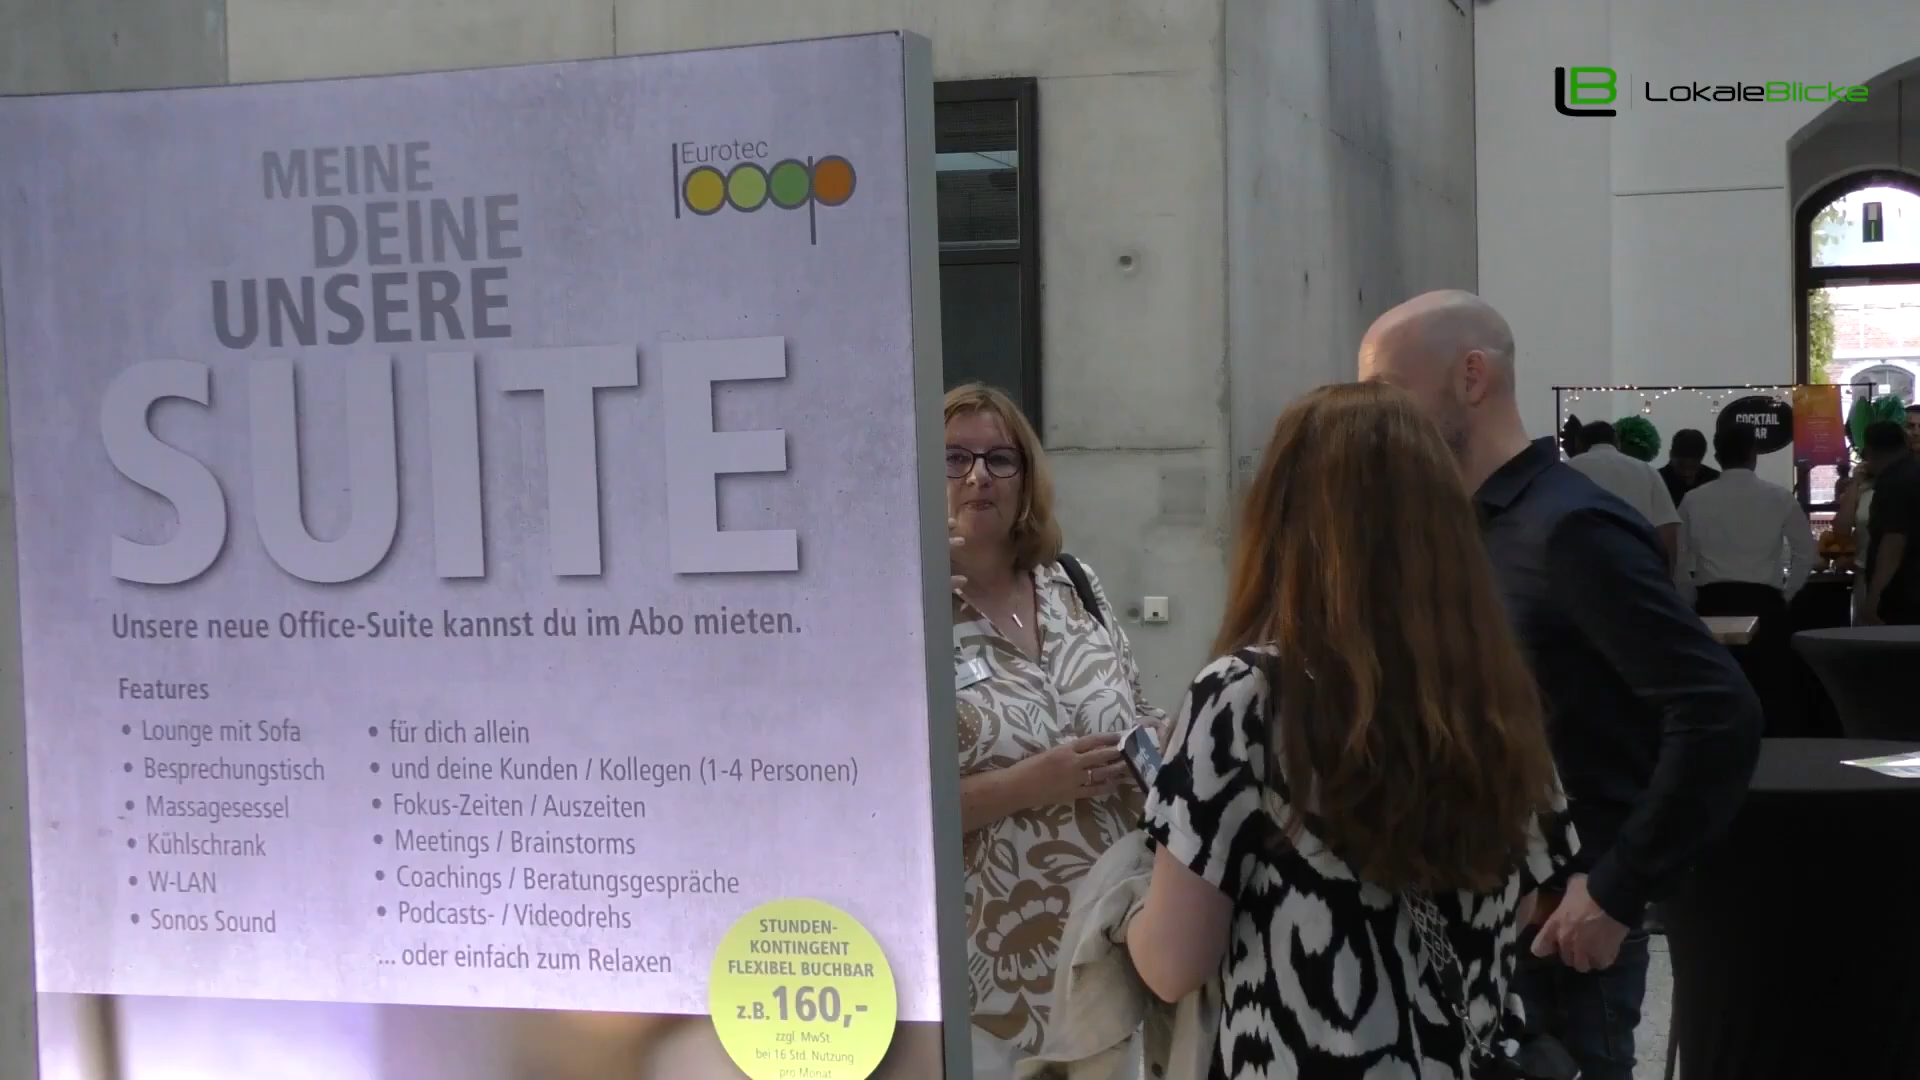 LB LokaleBlicke
Eurotec
loop
MEINE
DEINE
UNSERE
SUITE
Unsere neue Office-Suite kannst du im Abo mieten.
Features
• Lounge mit Sofa
• Besprechungstisch
• Massagesessel
• Kühlschrank
• W-LAN
• Sonos Sound
• für dich allein
• und deine Kunden / Kollegen (1-4 Personen)
• Fokus-Zeiten / Auszeiten
• Meetings / Brainstorms
• Coachings / Beratungsgespräche
• Podcasts- / Videodrehs
... oder einfach zum Relaxen
STUNDEN-
KONTINGENT
FLEXIBEL BUCHBAR
z.B. 160,-
zzgl. MwSt.
bei 16 Std. Nutzung
pro Monat
COCKTAIL